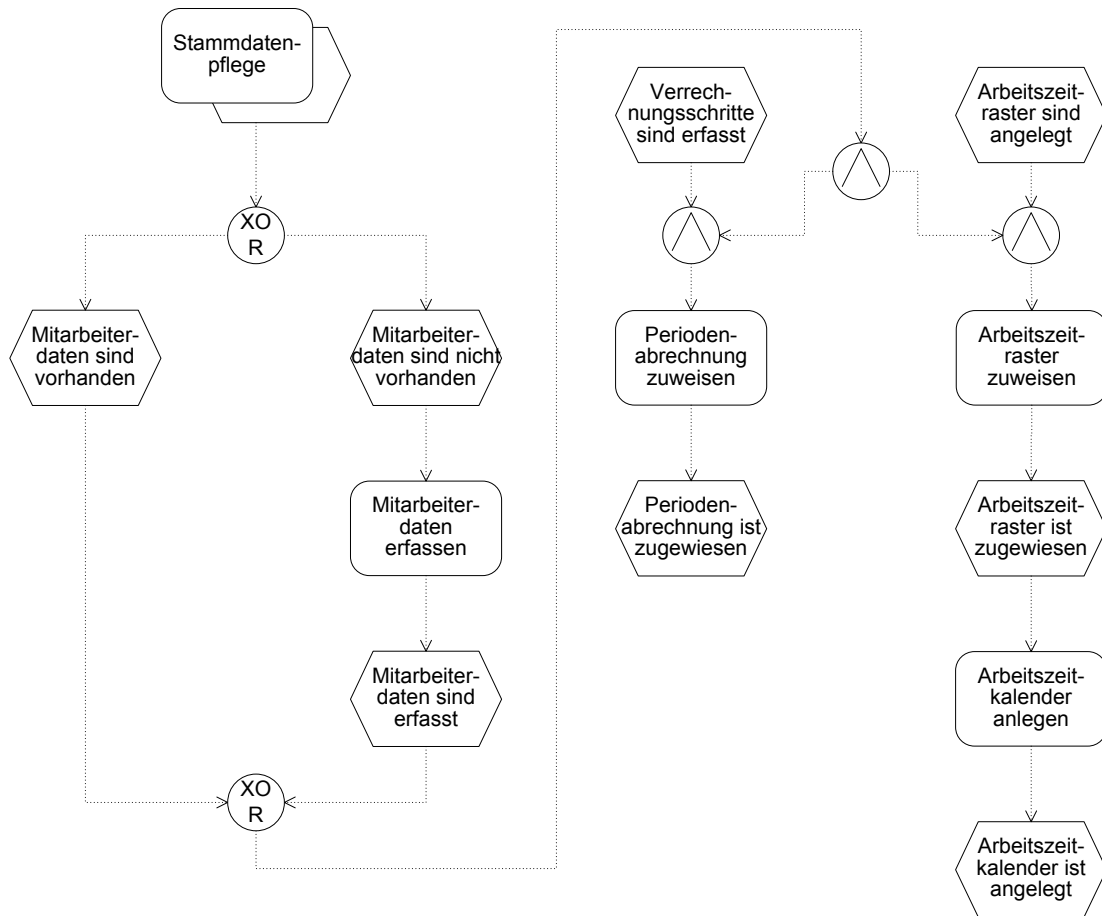 Stammdaten-
pflege
XO
R
Mitarbeiter-
daten sind
vorhanden
Mitarbeiter-
daten sind nicht
vorhanden
Mitarbeiter-
daten
erfassen
Mitarbeiter-
daten sind
erfasst
XO
R
Verrech-
nungsschritte
sind erfasst
Perioden-
abrechnung
zuweisen
Perioden-
abrechnung ist
zugewiesen
Arbeitszeit-
raster sind
angelegt
Arbeitszeit-
raster
zuweisen
Arbeitszeit-
raster ist
zugewiesen
Arbeitszeit-
kalender
anlegen
Arbeitszeit-
kalender ist
angelegt